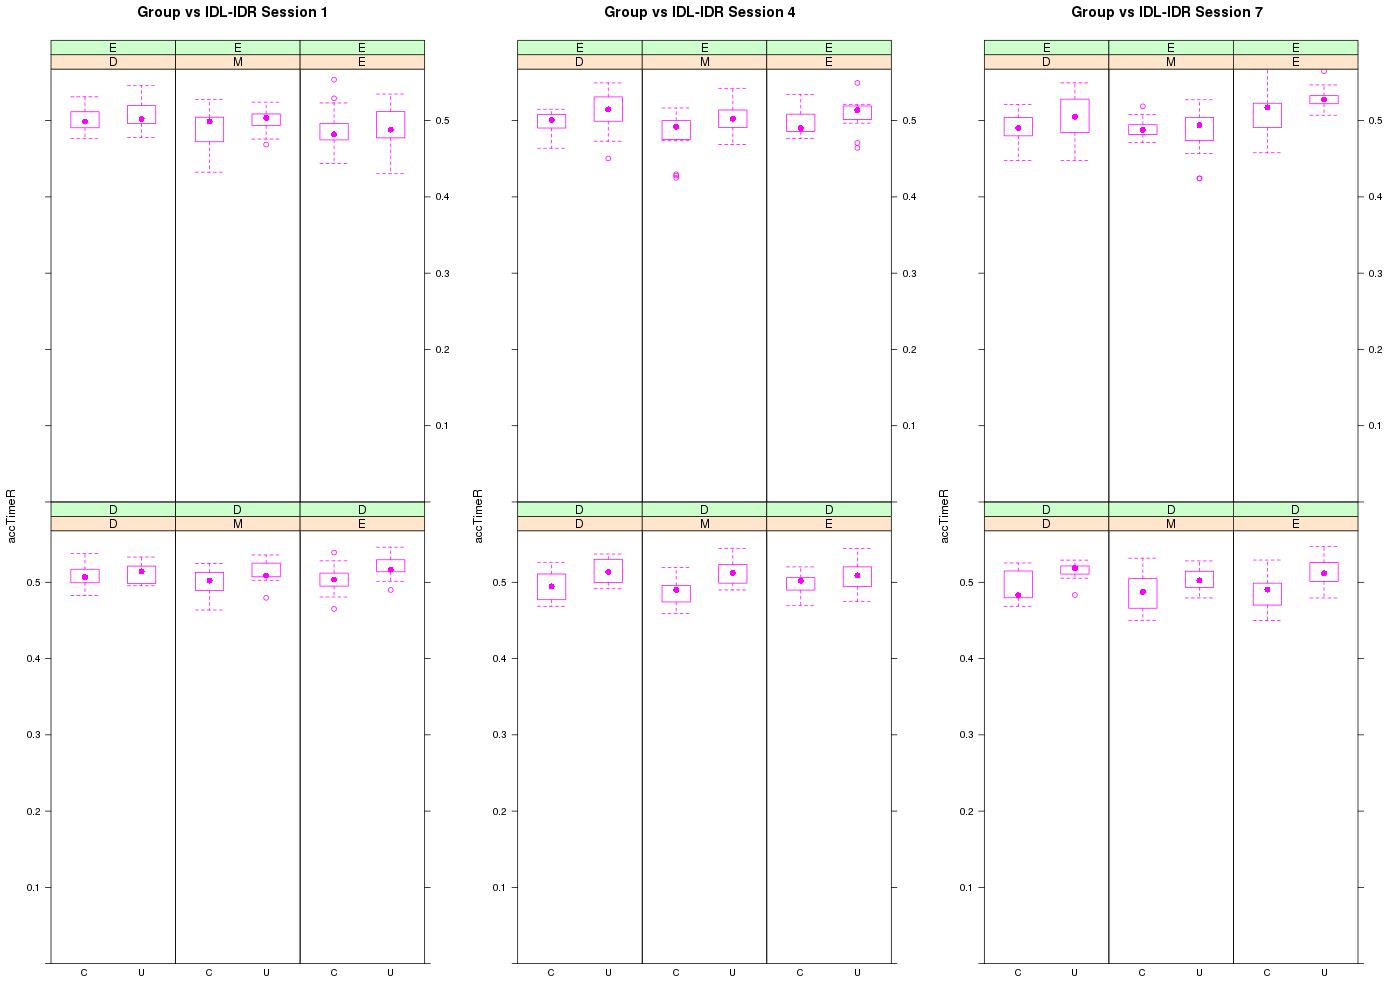 Group vs IDL-IDR Session 1
Group vs IDL-IDR Session 4
Group vs IDL-IDR Session 7
E E E E E E E E E
D M E D M E D M E
0.5 0.5 0.5
0.4 0.4 0.4
0.3 0.3 0.3
0.2 0.2 0.2
0.1 0.1 0.1
accTimeR accTimeR accTimeR
D D D D D D D D D
D M E D M E D M E
0.5 0.5 0.5
0.4 0.4 0.4
0.3 0.3 0.3
0.2 0.2 0.2
0.1 0.1 0.1
C U C U C U C U C U C U C U C U C U